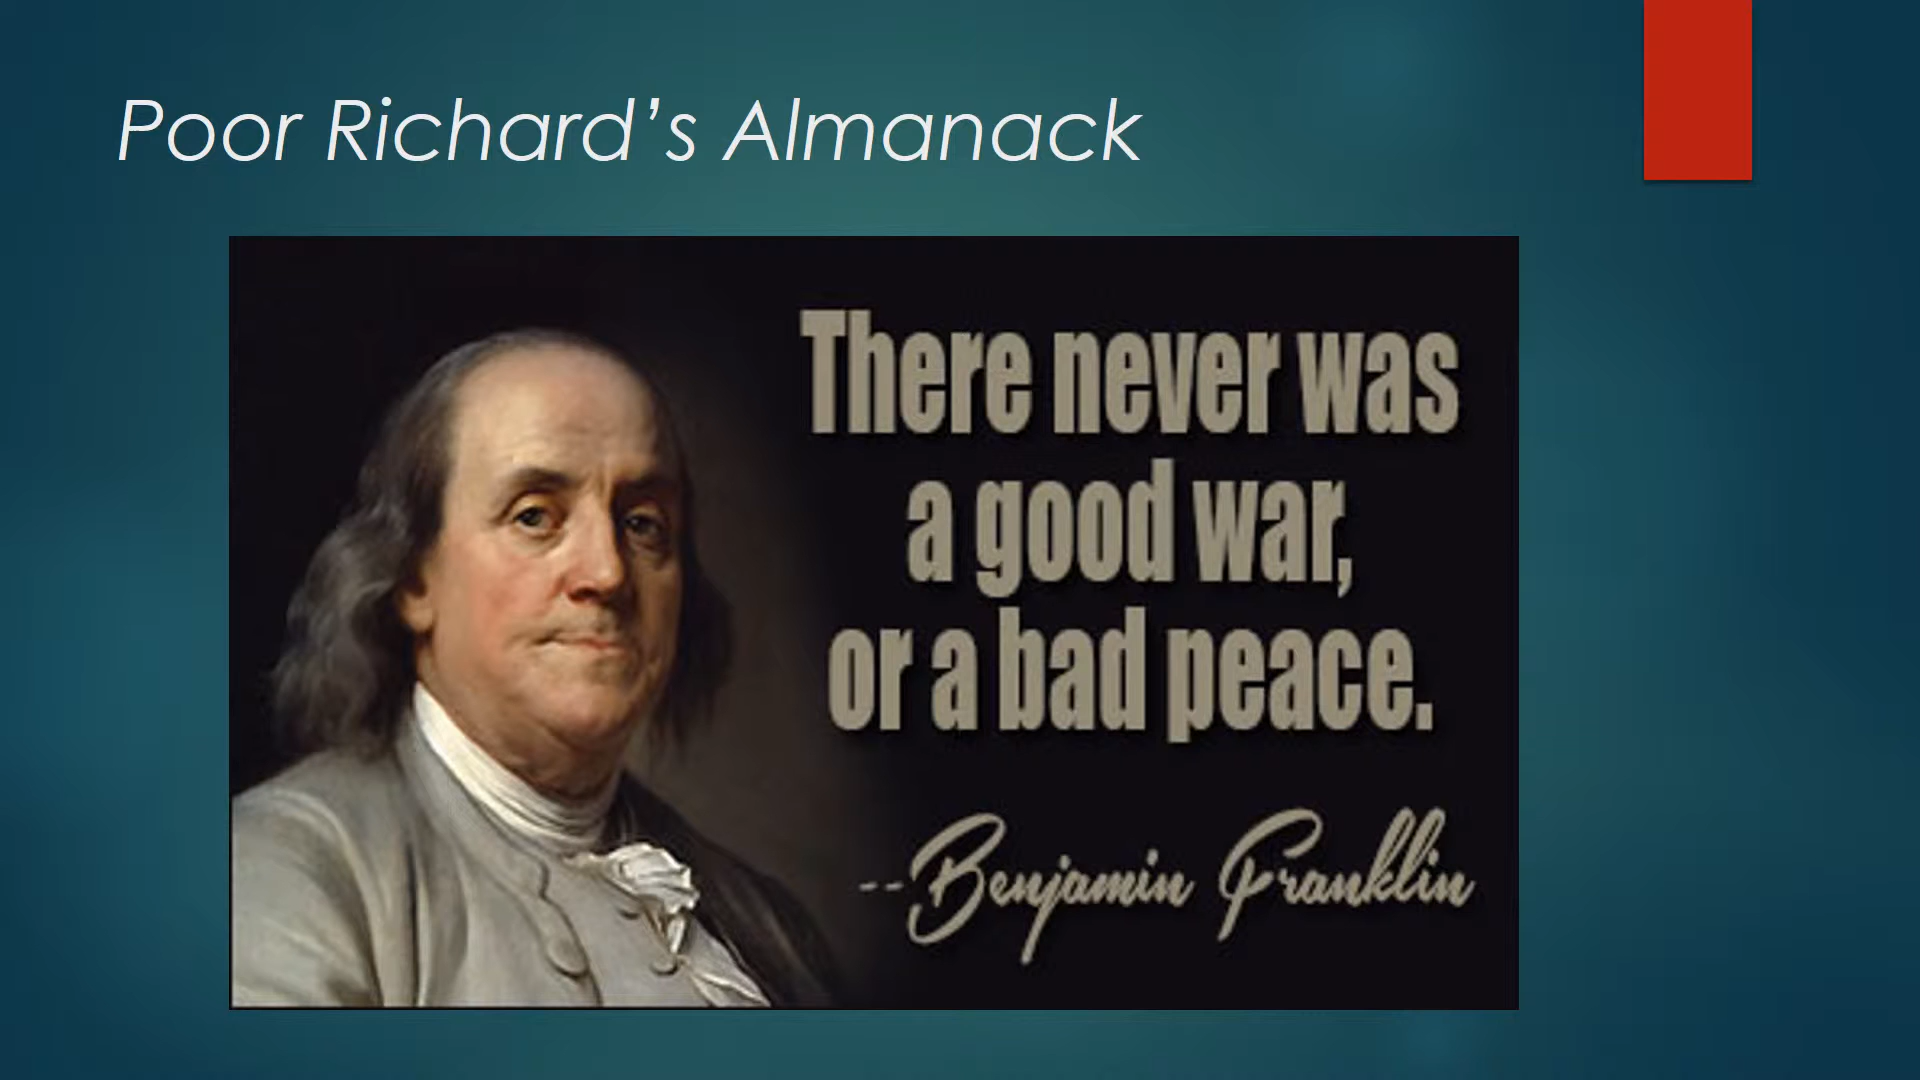 Poor Richard’s Almanack
There never was
a good war,
or a bad peace.
--Benjamin Franklin